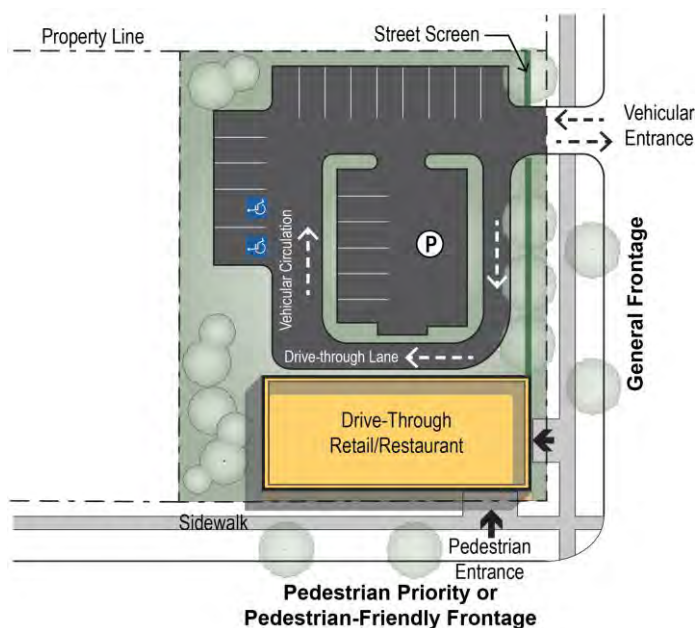 Street Screen
Property Line
Vehicular
Entrance
P
Vehicular Circulation
General Frontage
Drive-through Lane
Drive-Through
Retail/Restaurant
Sidewalk
Pedestrian
Entrance
Pedestrian Priority or
Pedestrian-Friendly Frontage